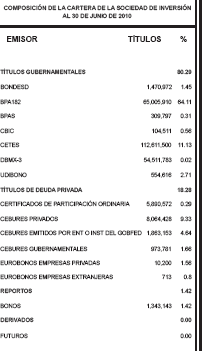 COMPOSICIÓN DE LA CARTERA DE LA SOCIEDAD DE INVERSIÓN
AL 30 DE JUNIO DE 2010
EMISOR TÍTULOS %
TÍTULOS GUBERNAMENTALES 80.29
BONDESD 1,470,972 1.45
BPA182 65,005,910 64.11
BPAS 309,797 0.31
CBIC 104,511 0.56
CETES 112,611,500 11.13
DBMX-3 54,511,783 0.02
UDIBONO 554,616 2.71
TÍTULOS DE DEUDA PRIVADA 18.28
CERTIFICADOS DE PARTICIPACIÓN ORDINARIA 5,890,572 0.29
CEBURES PRIVADOS 8,064,428 9.33
CEBURES EMITIDOS POR ENT O INST DEL GOBFED 1,863,153 4.64
CEBURES GUBERNAMENTALES 973,781 1.66
EUROBONOS EMPRESAS PRIVADAS 10,200 1.56
EUROBONOS EMPRESAS EXTRANJERAS 713 0.8
REPORTOS 1.42
BONOS 1,343,143 1.42
DERIVADOS 0.00
FUTUROS 0.00